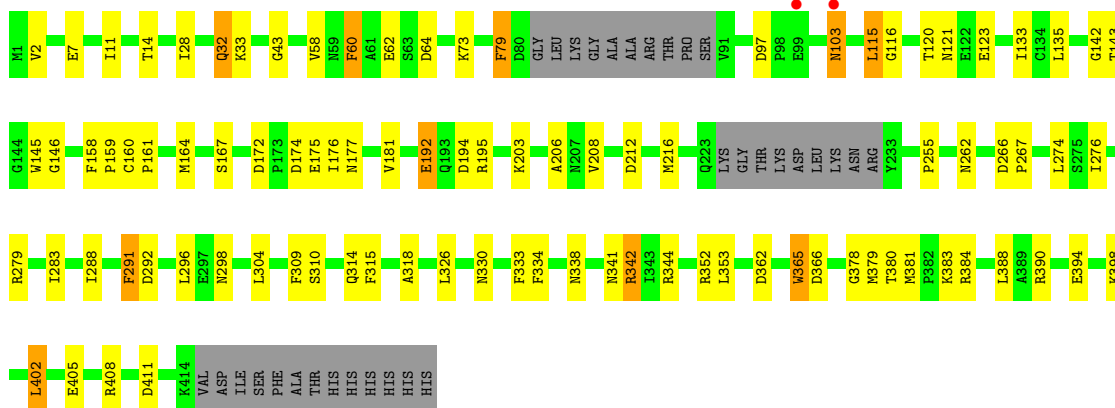 M1 V2 E7 I11 T14 I28 Q32 K33 G43 V58 N59 F60 A61 E62 S63 D64 K73 F79 D80 GLY LEU LYS GLY ALA ALA ARG THR PRO SER V91 D97 P98 E99 N103 L115 G116 T120 N121 E122 E123 I133 C134 L135 G142 T143
G144 W145 G146 F158 P159 C160 P161 M164 S167 D172 P173 D174 E175 I176 N177 V181 E192 Q193 D194 R195 K203 A206 N207 V208 D212 M216 Q223 LYS GLY THR LYS ASP LEU LYS ASN ARG Y233 P255 N262 D266 P267 L274 S275 I276
R279 I283 I288 F291 D292 L296 E297 N298 L304 F309 S310 Q314 F315 A318 L326 N330 F333 F334 N338 N341 R342 I343 R344 R352 L353 D362 W365 D366 G378 M379 T380 M381 P382 K383 R384 L388 A389 R390 E394 K398
L402 E405 R408 D411 K414 VAL ASP ILE SER PHE ALA THR HIS HIS HIS HIS HIS HIS